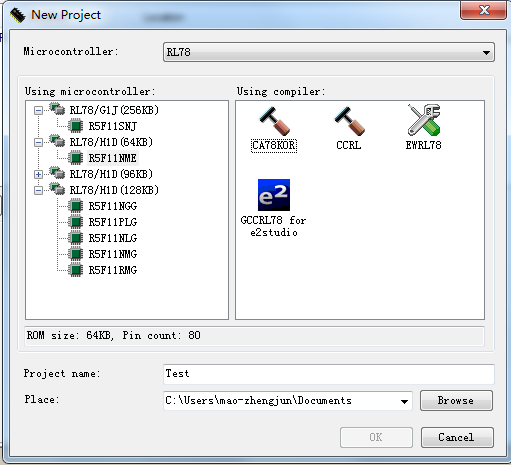 New Project
Microcontroller:
RL78
Using microcontroller:
Using compiler:
RL78/G1J(256KB)
R5F11SNJ
RL78/H1D(64KB)
R5F11NME
RL78/H1D(96KB)
RL78/H1D(128KB)
R5F11NGG
R5F11PLG
R5F11NLG
R5F11NMG
R5F11RMG
CA78K0R
CCRL
EWRL78
e2
GCCRL78 for
e2studio
ROM size: 64KB, Pin count: 80
Project name:
Test
Place:
C:\Users\mao-zhengjun\Documents
Browse
OK
Cancel